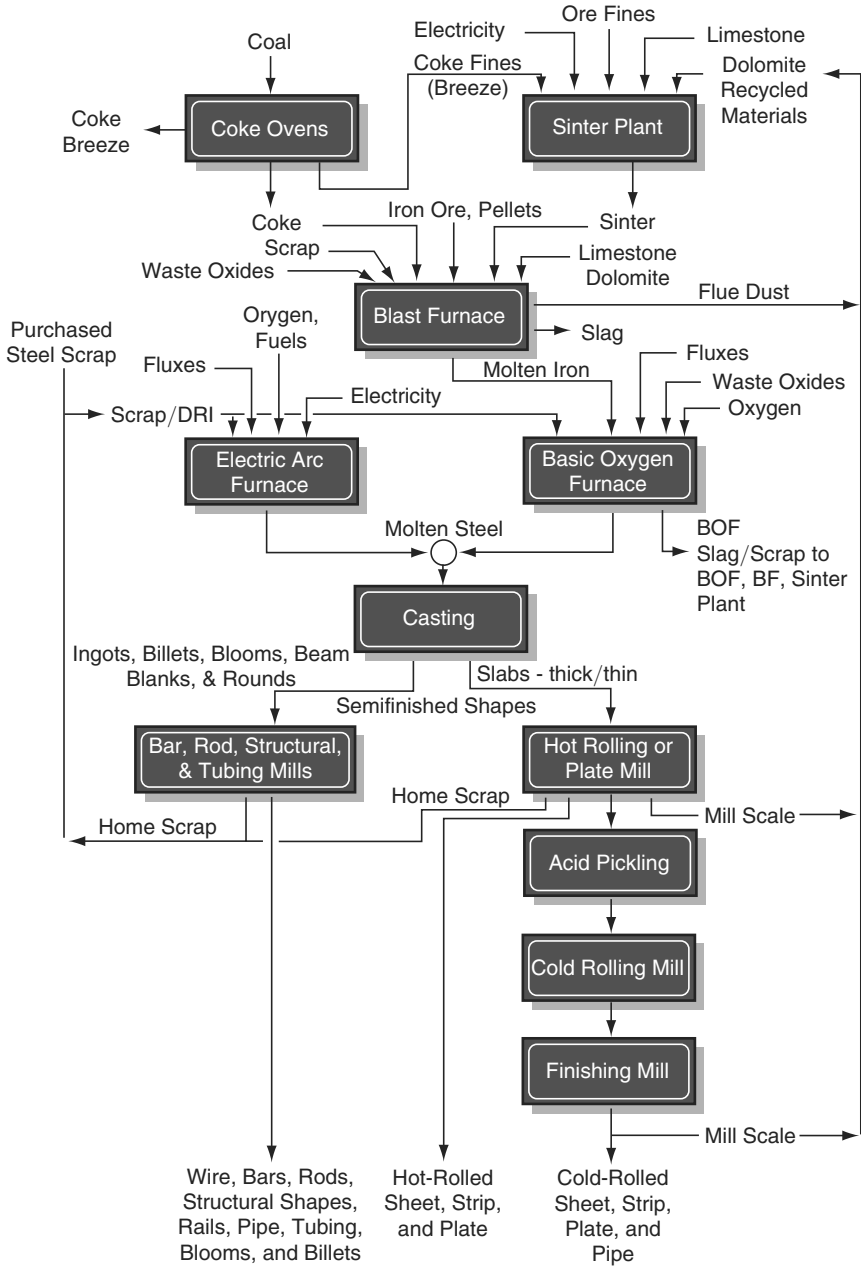 Ore Fines
Electricity
Limestone
Coal
Coke Fines
(Breeze)
Dolomite
Recycled
Materials
Coke
Breeze
Coke Ovens
Sinter Plant
Iron Ore, Pellets
Coke
Sinter
Scrap
Limestone
Dolomite
Waste Oxides
Flue Dust
Blast Furnace
Slag
Orygen,
Fuels
Purchased
Steel Scrap
Fluxes
Molten Iron
Fluxes
Waste Oxides
Electricity
Oxygen
Scrap/DRI
Electric Arc
Furnace
Basic Oxygen
Furnace
Molten Steel
BOF
Slag/Scrap to
BOF, BF, Sinter
Plant
Casting
Ingots, Billets, Blooms, Beam
Blanks, & Rounds
Slabs - thick/thin
Semifinished Shapes
Bar, Rod, Structural,
& Tubing Mills
Hot Rolling or
Plate Mill
Home Scrap
Mill Scale
Home Scrap
Acid Pickling
Cold Rolling Mill
Finishing Mill
Mill Scale
Wire, Bars, Rods,
Structural Shapes,
Rails, Pipe, Tubing,
Blooms, and Billets
Hot-Rolled
Sheet, Strip,
and Plate
Cold-Rolled
Sheet, Strip,
Plate, and
Pipe